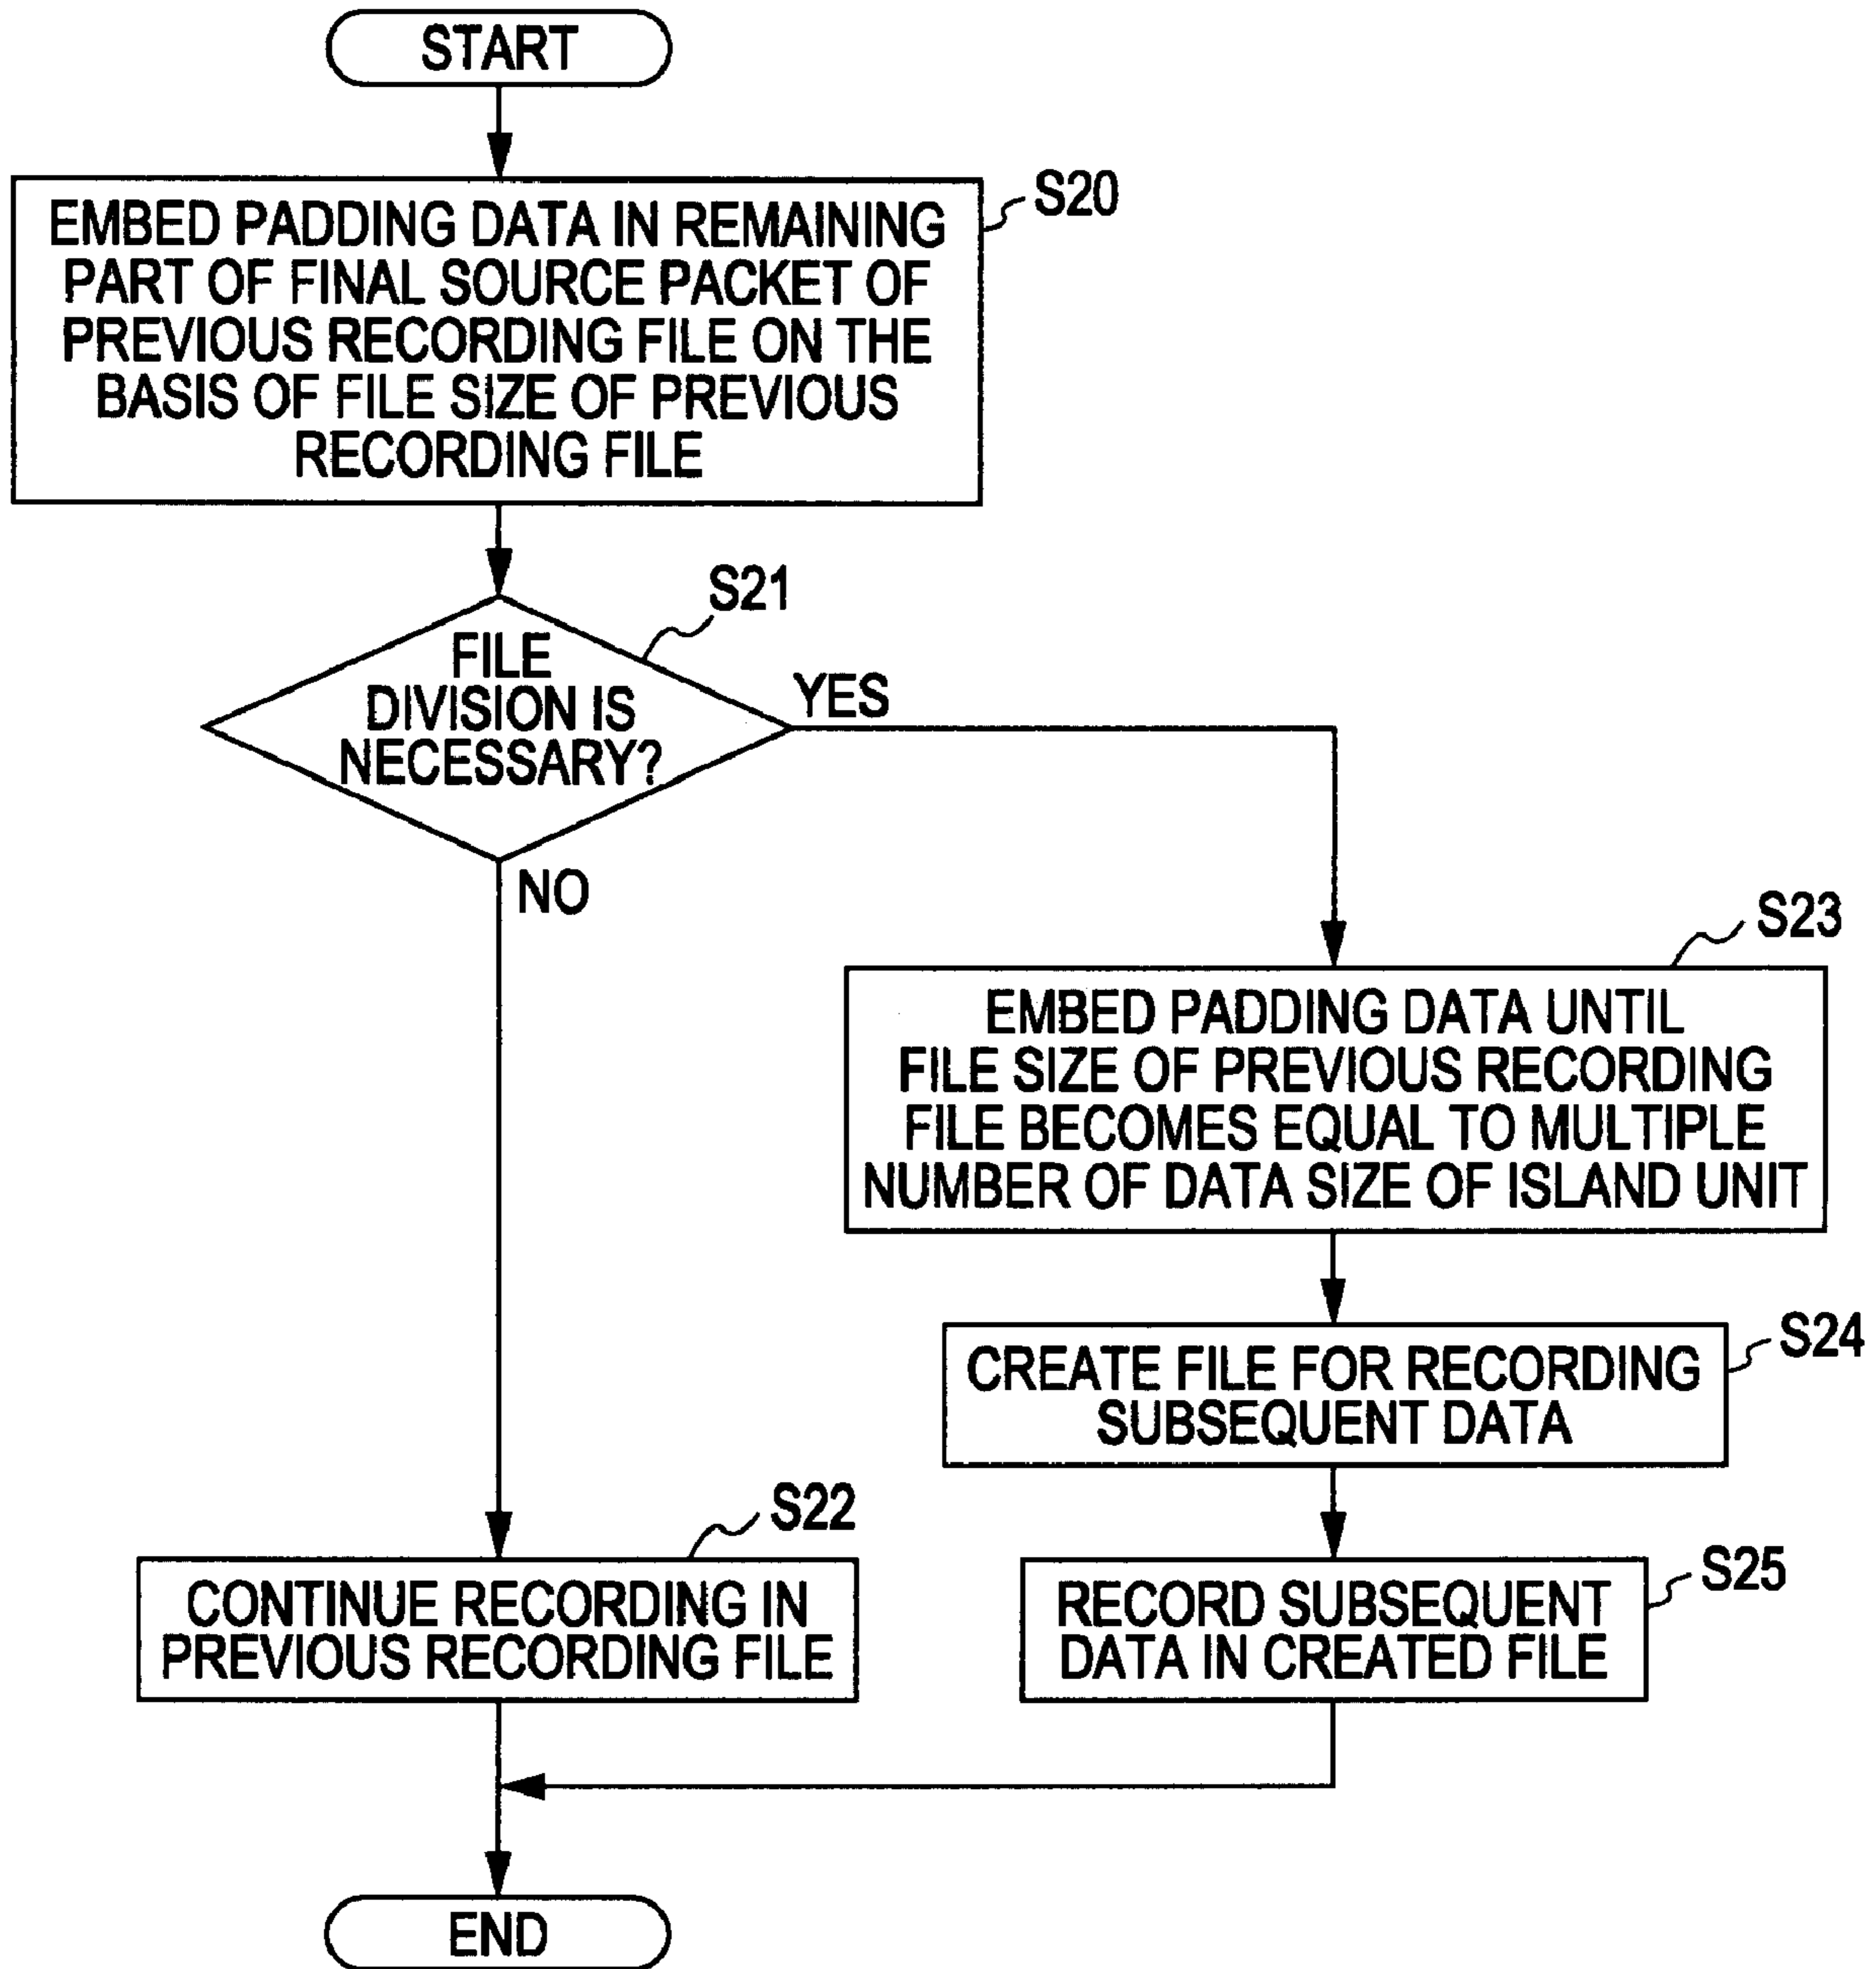 START
S20
EMBED PADDING DATA IN REMAINING
PART OF FINAL SOURCE PACKET OF
PREVIOUS RECORDING FILE ON THE
BASIS OF FILE SIZE OF PREVIOUS
RECORDING FILE
S21
FILE
DIVISION IS
NECESSARY?
YES
NO
S23
EMBED PADDING DATA UNTIL
FILE SIZE OF PREVIOUS RECORDING
FILE BECOMES EQUAL TO MULTIPLE
NUMBER OF DATA SIZE OF ISLAND UNIT
S24
CREATE FILE FOR RECORDING
SUBSEQUENT DATA
S22
CONTINUE RECORDING IN
PREVIOUS RECORDING FILE
S25
RECORD SUBSEQUENT
DATA IN CREATED FILE
END